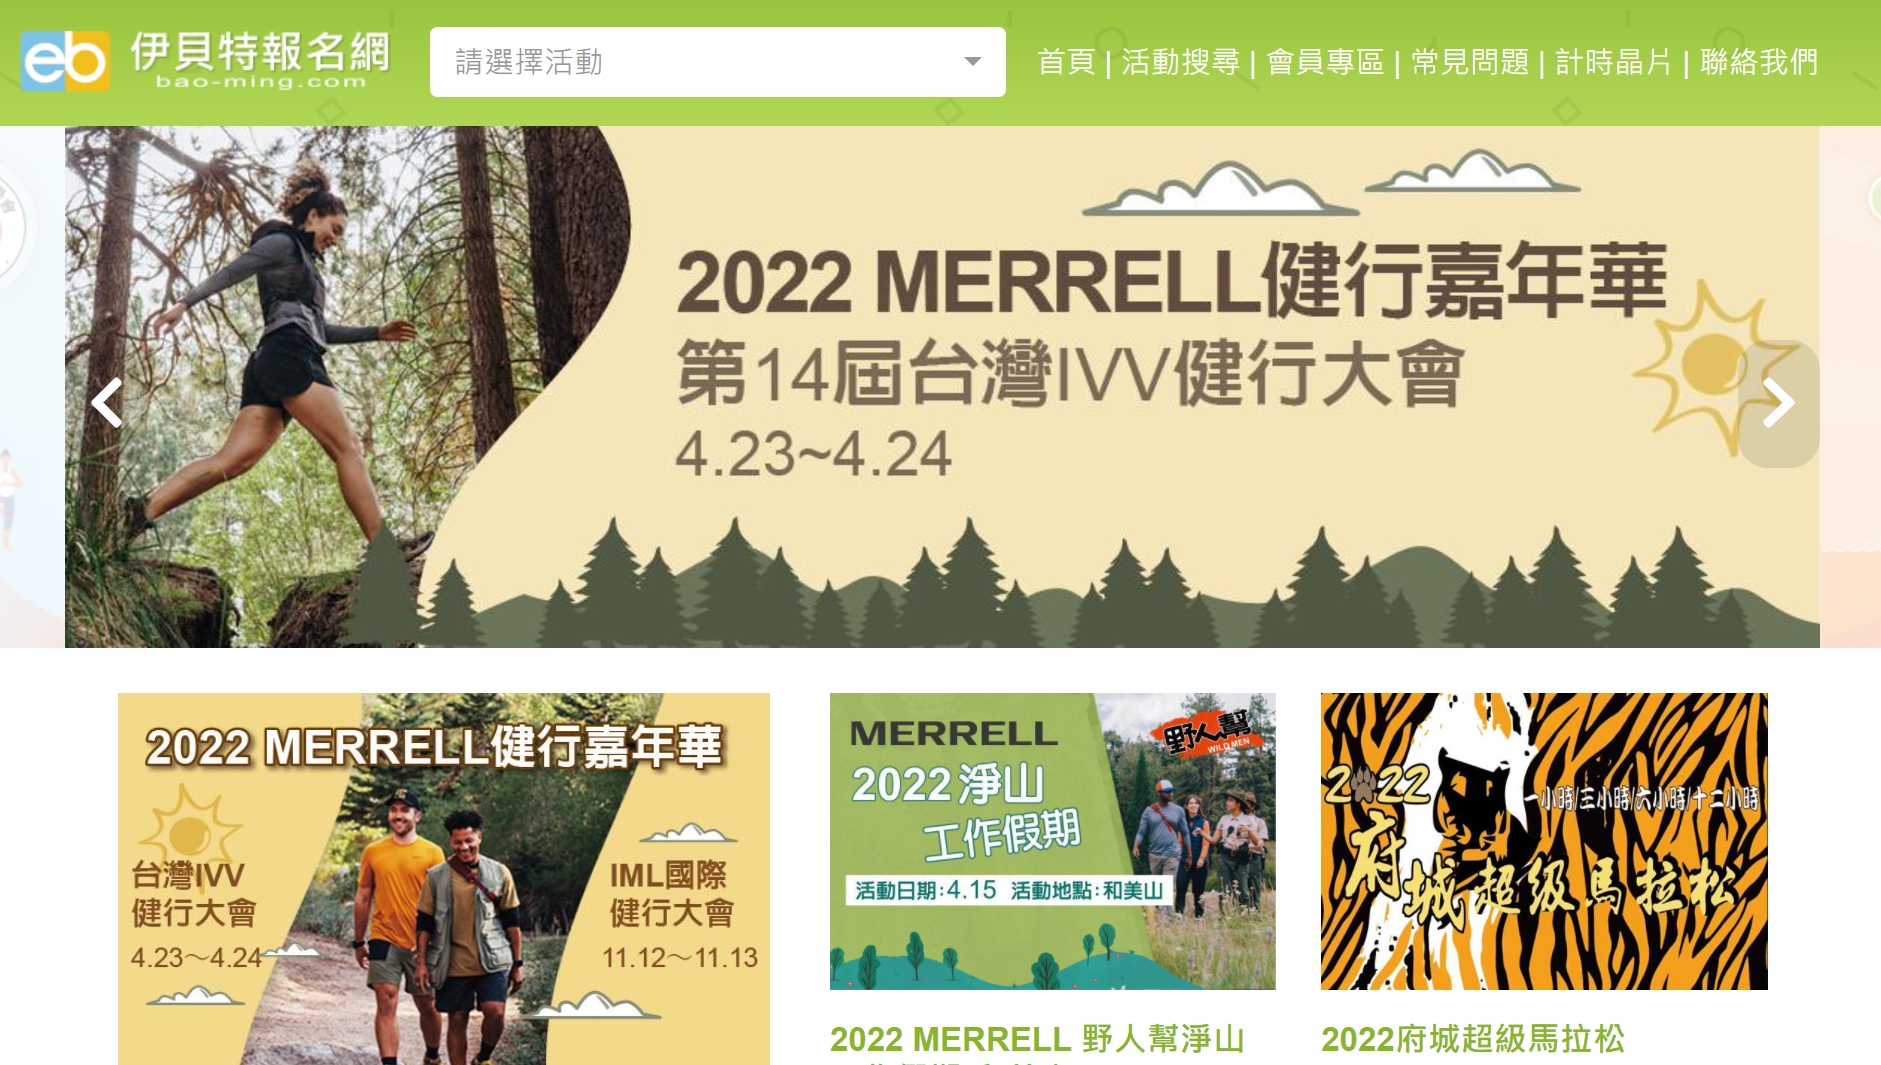 eb 伊貝特報名網
bao-ming.com
請選擇活動
首頁 | 活動搜尋 | 會員專區 | 常見問題 | 計時晶片 | 聯絡我們
2022 MERRELL健行嘉年華
第14屆台灣IVV健行大會
4.23~4.24
2022 MERRELL健行嘉年華
台灣IVV
健行大會
4.23～4.24
IML國際
健行大會
11.12～11.13
MERRELL
野人幫
WILD MEN
2022 淨山
工作假期
活動日期:4.15 活動地點:和美山
2022 MERRELL 野人幫淨山
2022
一小時/三小時/六小時/十二小時
府城超級馬拉松
2022府城超級馬拉松